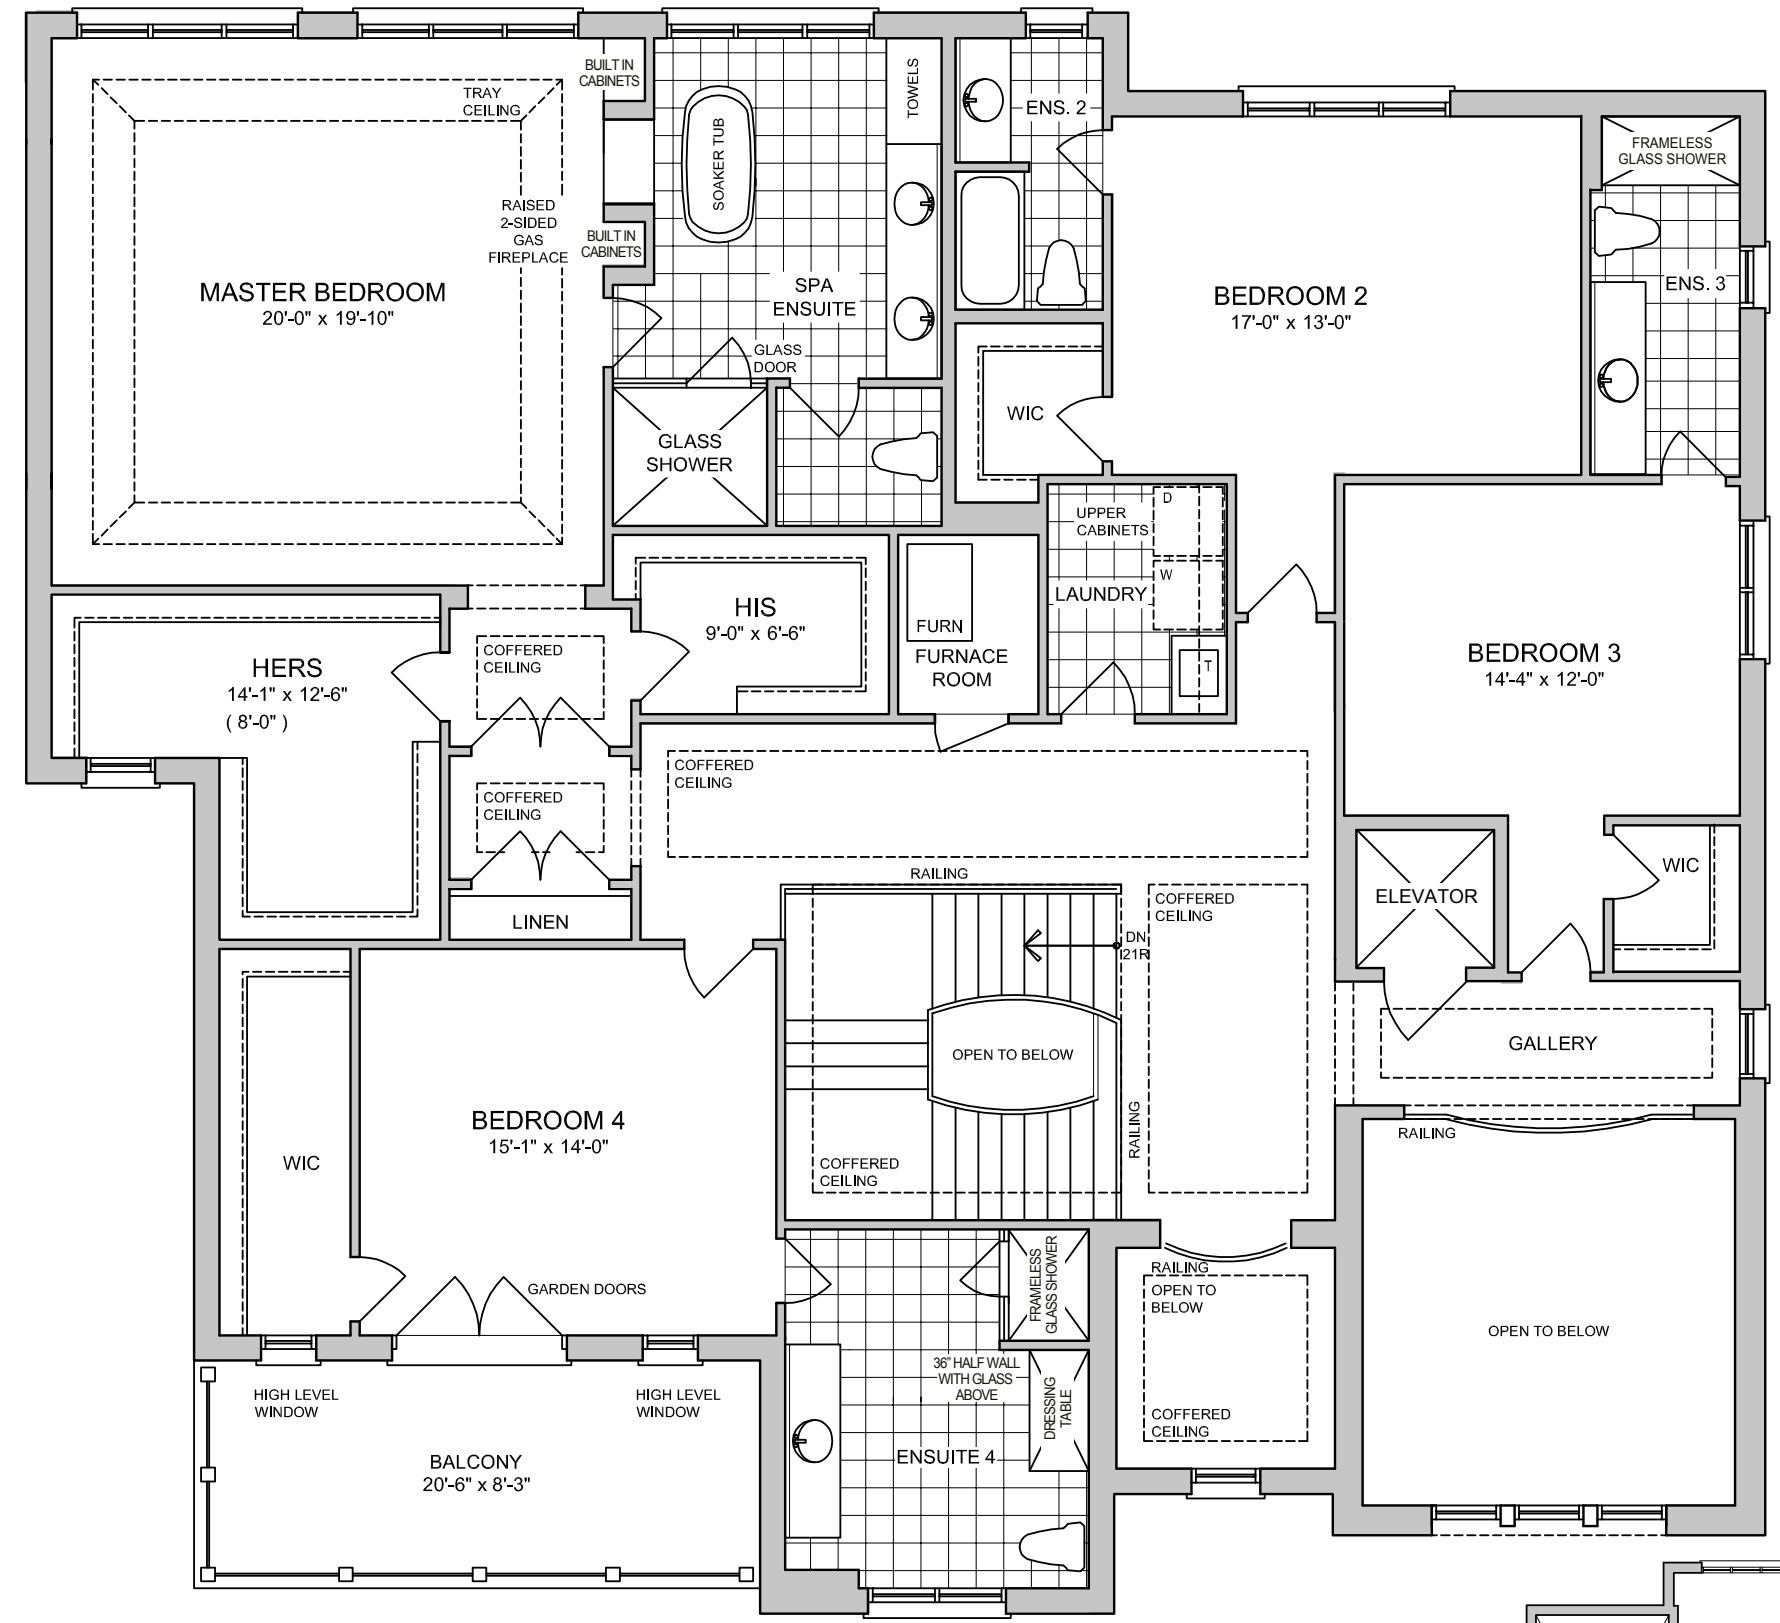 TRAY
CEILING
BUILT IN
CABINETS
RAISED
2-SIDED
GAS
FIREPLACE
BUILT IN
CABINETS
MASTER BEDROOM
20'-0" x 19'-10"
SOAKER TUB
TOWELS
SPA
ENSUITE
GLASS
DOOR
GLASS
SHOWER
ENS. 2
BEDROOM 2
17'-0" x 13'-0"
WIC
FRAMELESS
GLASS SHOWER
ENS. 3
UPPER
CABINETS
D
W
LAUNDRY
T
HIS
9'-0" x 6'-6"
FURN
FURNACE
ROOM
HERS
14'-1" x 12'-6"
( 8'-0" )
COFFERED
CEILING
COFFERED
CEILING
LINEN
COFFERED
CEILING
BEDROOM 3
14'-4" x 12'-0"
WIC
ELEVATOR
RAILING
COFFERED
CEILING
DN
21R
OPEN TO BELOW
RAILING
COFFERED
CEILING
GALLERY
RAILING
OPEN TO BELOW
BEDROOM 4
15'-1" x 14'-0"
WIC
GARDEN DOORS
HIGH LEVEL
WINDOW
HIGH LEVEL
WINDOW
BALCONY
20'-6" x 8'-3"
FRAMELESS
GLASS SHOWER
36" HALF WALL
WITH GLASS
ABOVE
DRESSING
TABLE
ENSUITE 4
RAILING
OPEN TO
BELOW
COFFERED
CEILING